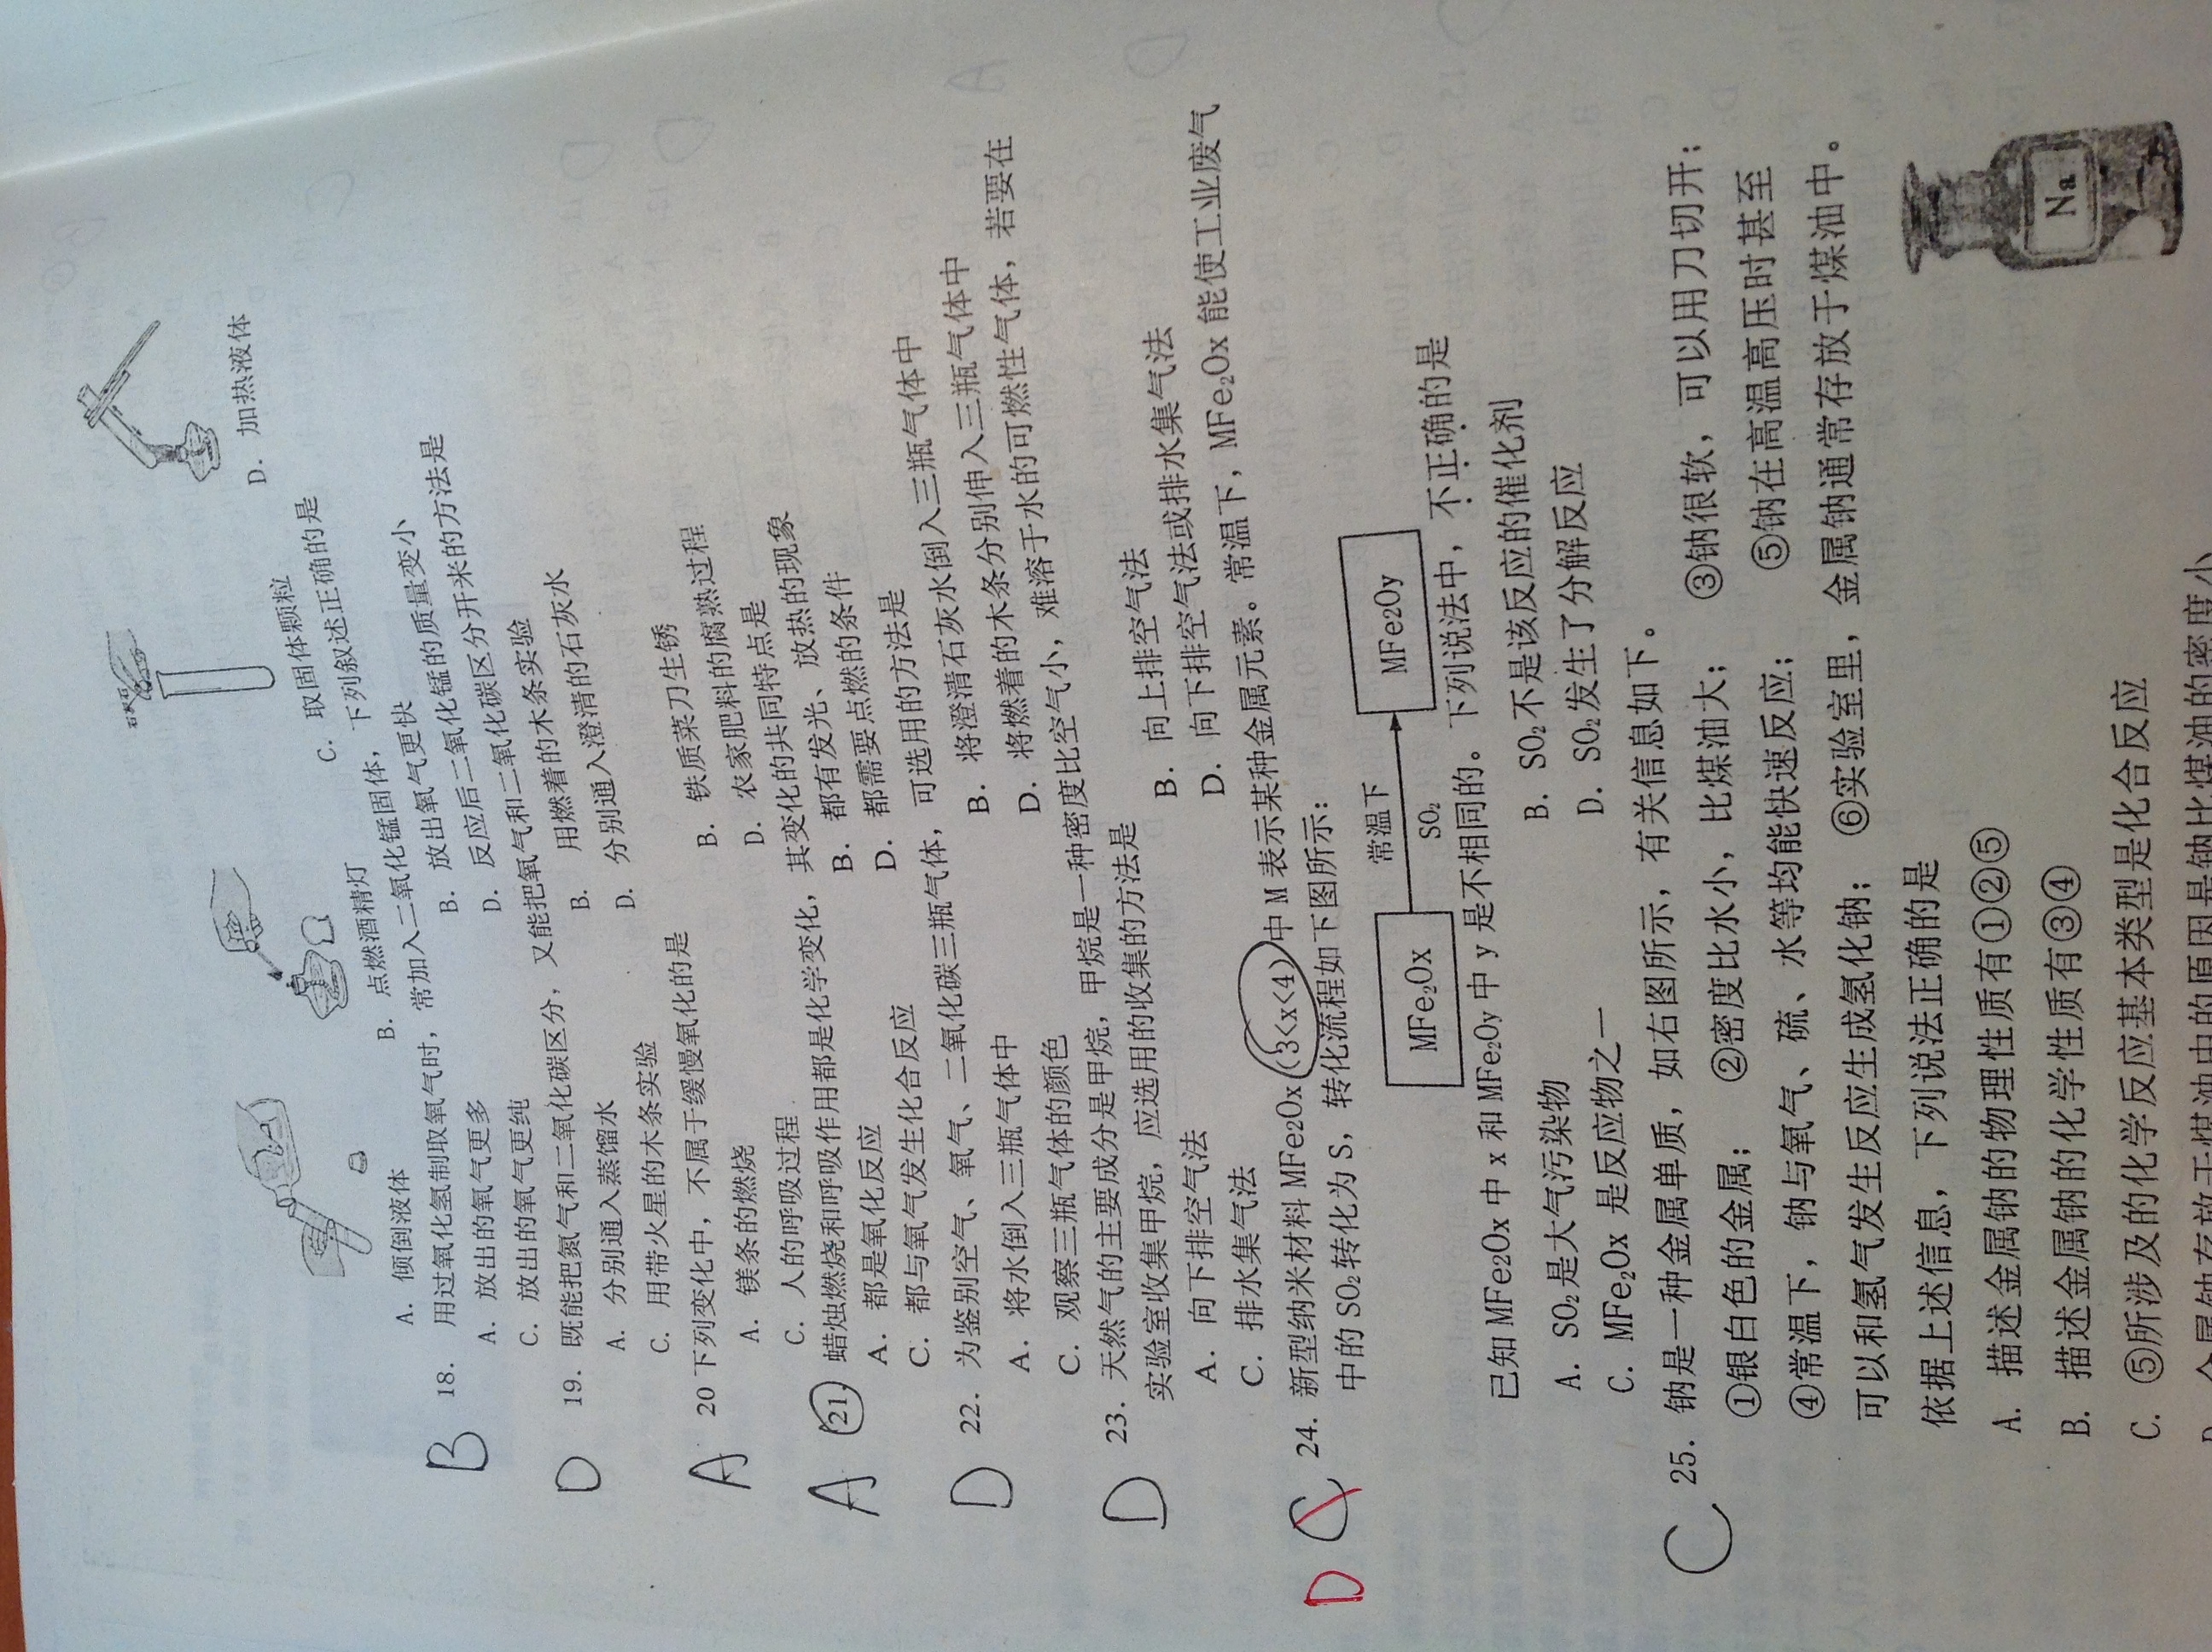 A. 倾倒液体
B. 点燃酒精灯
C. 取固体颗粒
D. 加热液体
B
18. 用过氧化氢制取氧气时,常加入二氧化锰固体,下列叙述正确的是
A. 放出的氧气更多
B. 放出氧气更快
C. 放出的氧气更纯
D. 反应后二氧化锰的质量变小
D
19. 既能把氮气和二氧化碳区分,又能把氧气和二氧化碳区分开来的方法是
A. 分别通入蒸馏水
B. 用燃着的木条实验
C. 用带火星的木条实验
D. 分别通入澄清的石灰水
A
20 下列变化中,不属于缓慢氧化的是
A. 镁条的燃烧
B. 铁质菜刀生锈
C. 人的呼吸过程
D. 农家肥料的腐熟过程
A
21. 蜡烛燃烧和呼吸作用都是化学变化,其变化的共同特点是
A. 都是氧化反应
B. 都有发光、放热的现象
C. 都与氧气发生化合反应
D. 都需要点燃的条件
D
22. 为鉴别空气、氧气、二氧化碳三瓶气体,可选用的方法是
A. 将水倒入三瓶气体中
B. 将澄清石灰水倒入三瓶气体中
C. 观察三瓶气体的颜色
D. 将燃着的木条分别伸入三瓶气体中
D
23. 天然气的主要成分是甲烷,甲烷是一种密度比空气小,难溶于水的可燃性气体,若要在
实验室收集甲烷,应选用的收集的方法是
A. 向下排空气法
B. 向上排空气法
C. 排水集气法
D. 向下排空气法或排水集气法
D C
24. 新型纳米材料 MFe₂Ox(3<x<4)中 M 表示某种金属元素。常温下,MFe₂Ox 能使工业废气
中的 SO₂ 转化为 S,转化流程如下图所示:
MFe₂Ox
常温下
SO₂
MFe₂Oy
已知 MFe₂Ox 中 x 和 MFe₂Oy 中 y 是不相同的。下列说法中,不正确的是
A. SO₂ 是大气污染物
B. SO₂ 不是该反应的催化剂
C. MFe₂Ox 是反应物之一
D. SO₂ 发生了分解反应
C
25. 钠是一种金属单质,如右图所示,有关信息如下。
①银白色的金属; ②密度比水小,比煤油大; ③钠很软,可以用刀切开;
④常温下,钠与氧气、硫、水等均能快速反应; ⑤钠在高温高压时甚至
可以和氢气发生反应生成氢化钠; ⑥实验室里,金属钠通常存放于煤油中。
依据上述信息,下列说法正确的是
A. 描述金属钠的物理性质有①②⑤
B. 描述金属钠的化学性质有③④
C. ⑤所涉及的化学反应基本类型是化合反应
D. 金属钠存放于煤油中的原因是钠比煤油的密度小
Na